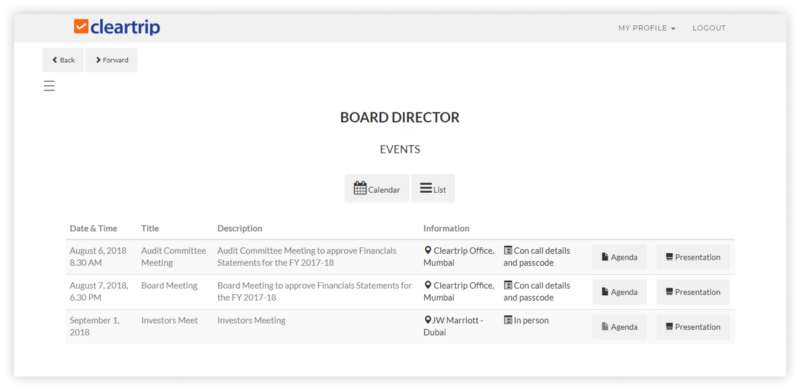 cleartrip
MY PROFILE
LOGOUT
Back
Forward
BOARD DIRECTOR
EVENTS
Calendar
List
Date & Time Title Description Information
August 6, 2018 Audit Committee Audit Committee Meeting to approve Financials Cleartrip Office, Con call details
8.30 AM Meeting Statements for the FY 2017-18 Mumbai and passcode
Agenda
Presentation
August 7, 2018, Board Meeting Board Meeting to approve Financials Statements for Cleartrip Office, Con call details
6.30 PM the FY 2017-18 Mumbai and passcode
Agenda
Presentation
September 1, Investors Meet Investors Meeting JW Marriott - In person
2018 Dubai
Agenda
Presentation